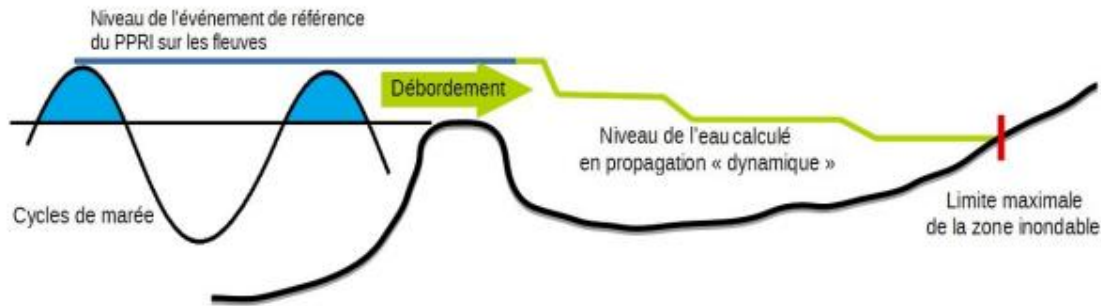 Niveau de l'événement de référence
du PPRI sur les fleuves
Débordement
Niveau de l'eau calculé
en propagation « dynamique »
Cycles de marée
Limite maximale
de la zone inondable